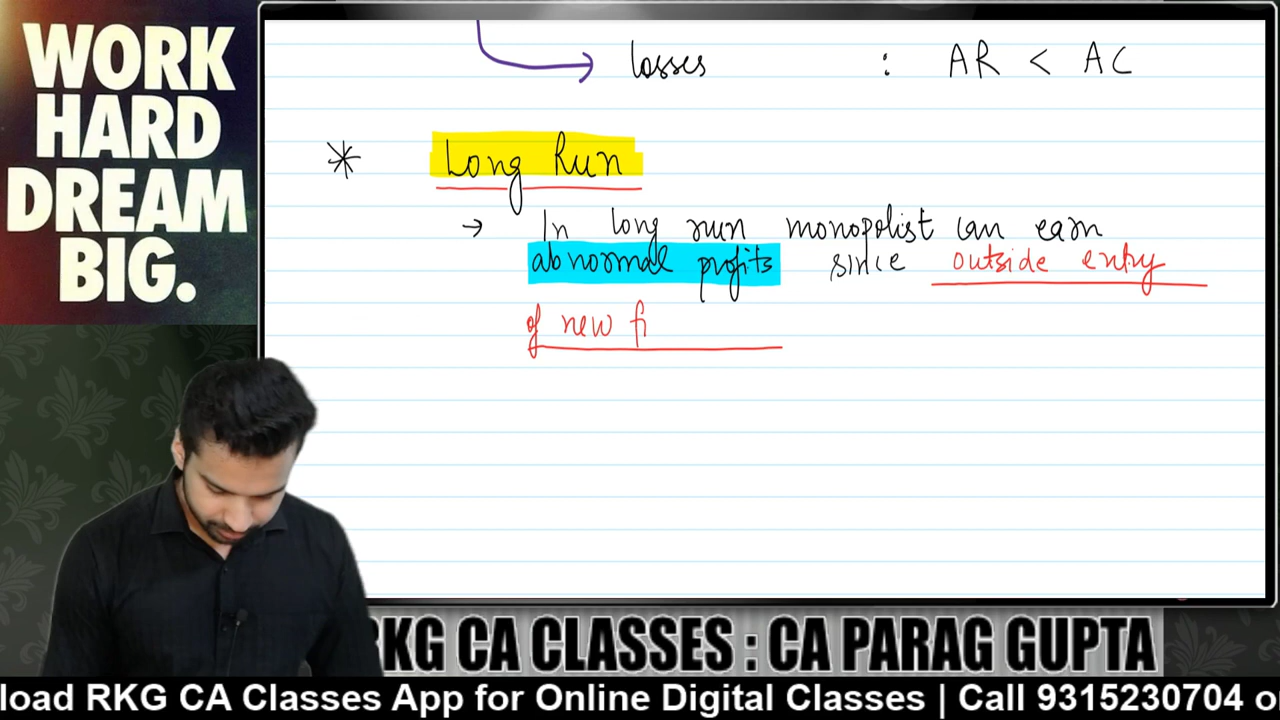 WORK
HARD
DREAM
BIG.
losses : AR < AC
* Long Run
→ In long run monopolist can earn
abnormal profits since outside entry
of new fi
RKG CA CLASSES : CA PARAG GUPTA
load RKG CA Classes App for Online Digital Classes | Call 9315230704 o